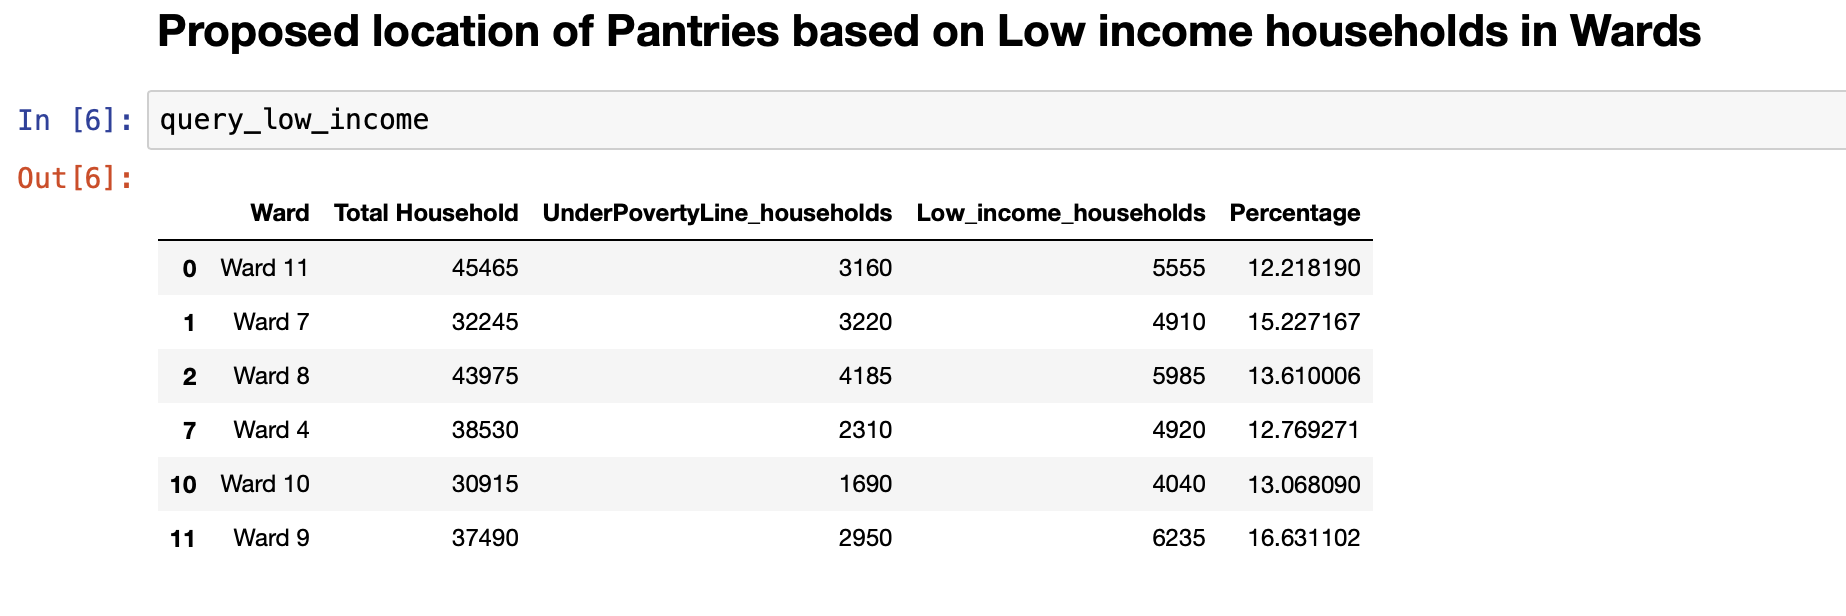 Proposed location of Pantries based on Low income households in Wards
In [6]: query_low_income
Out[6]:
Ward Total Household UnderPovertyLine_households Low_income_households Percentage
0 Ward 11 45465 3160 5555 12.218190
1 Ward 7 32245 3220 4910 15.227167
2 Ward 8 43975 4185 5985 13.610006
7 Ward 4 38530 2310 4920 12.769271
10 Ward 10 30915 1690 4040 13.068090
11 Ward 9 37490 2950 6235 16.631102